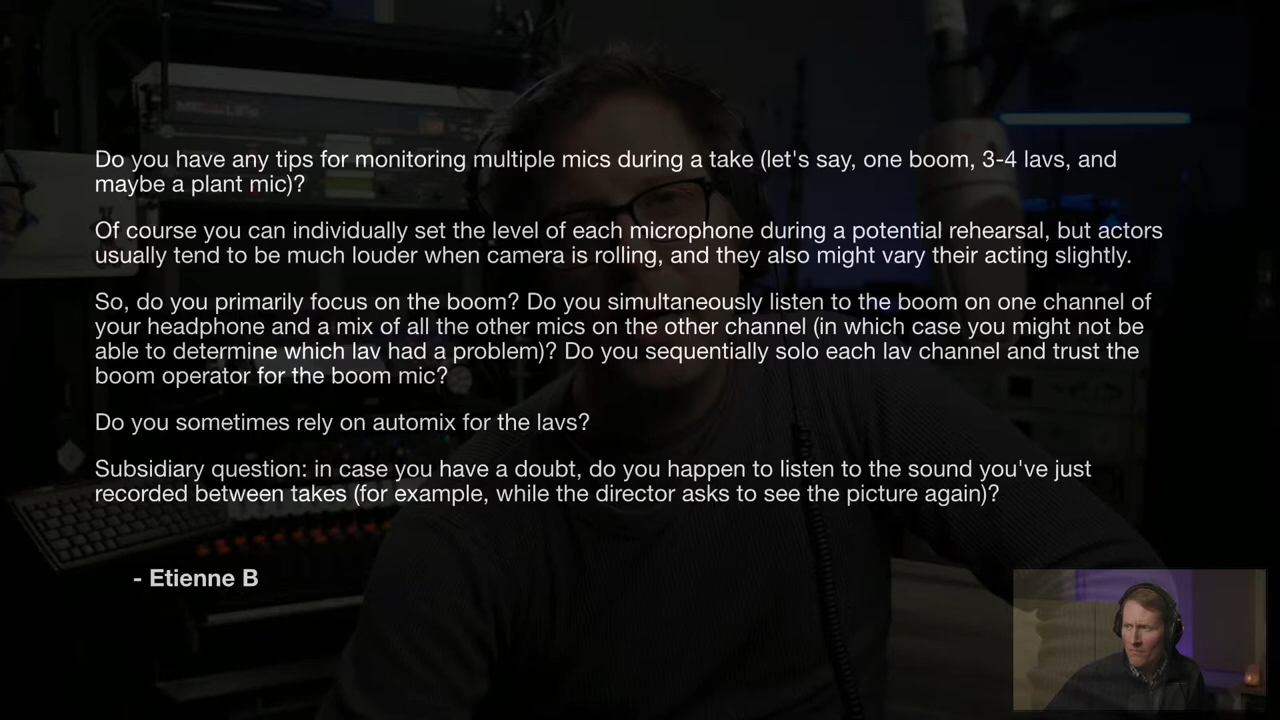 Do you have any tips for monitoring multiple mics during a take (let's say, one boom, 3-4 lavs, and
maybe a plant mic)?
Of course you can individually set the level of each microphone during a potential rehearsal, but actors
usually tend to be much louder when camera is rolling, and they also might vary their acting slightly.
So, do you primarily focus on the boom? Do you simultaneously listen to the boom on one channel of
your headphone and a mix of all the other mics on the other channel (in which case you might not be
able to determine which lav had a problem)? Do you sequentially solo each lav channel and trust the
boom operator for the boom mic?
Do you sometimes rely on automix for the lavs?
Subsidiary question: in case you have a doubt, do you happen to listen to the sound you've just
recorded between takes (for example, while the director asks to see the picture again)?
- Etienne B